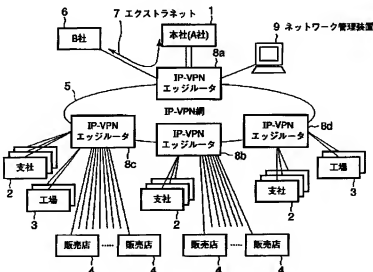 6
7 エクストラネット
1
9 ネットワーク管理装置
B社
本社(A社)
8a
IP-VPN
エッジルータ
5
IP-VPN網
8d
IP-VPN
エッジルータ
IP-VPN
エッジルータ
IP-VPN
エッジルータ
8c
8b
支社
2
工場
3
支社
2
支社
2
工場
3
販売店
販売店
販売店
販売店
4
4
4
4